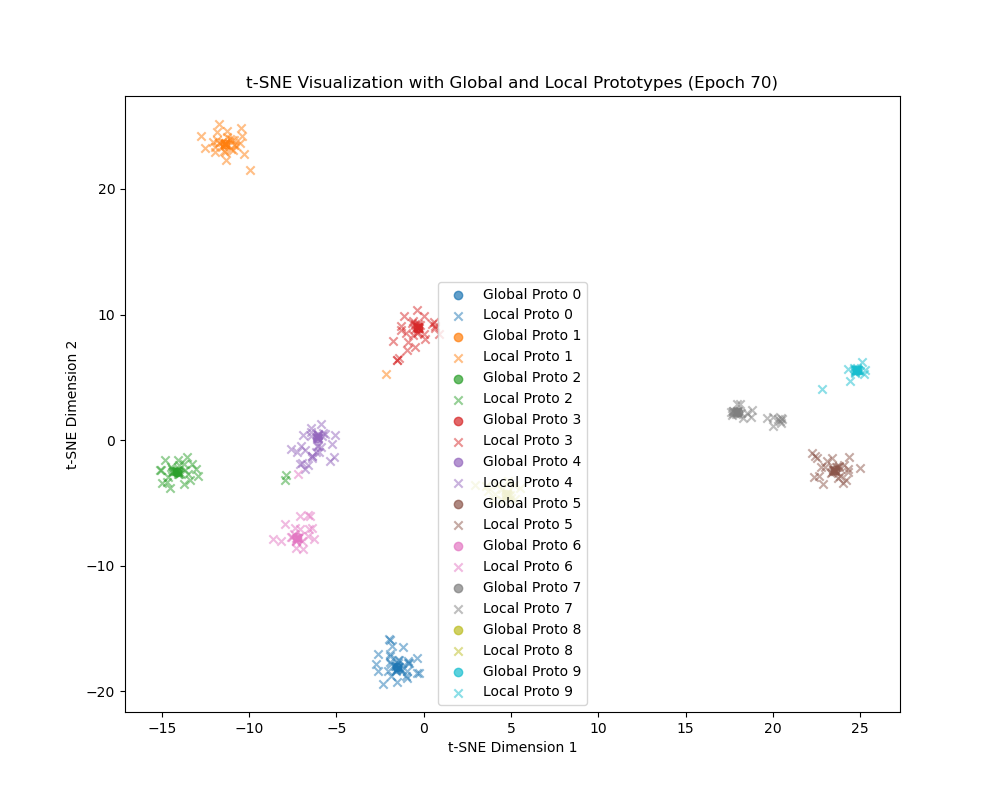 t-SNE Visualization with Global and Local Prototypes (Epoch 70)
t-SNE Dimension 2
20
10
0
−10
−20
Global Proto 0
Local Proto 0
Global Proto 1
Local Proto 1
Global Proto 2
Local Proto 2
Global Proto 3
Local Proto 3
Global Proto 4
Local Proto 4
Global Proto 5
Local Proto 5
Global Proto 6
Local Proto 6
Global Proto 7
Local Proto 7
Global Proto 8
Local Proto 8
Global Proto 9
Local Proto 9
−15 −10 −5 0 5 10 15 20 25
t-SNE Dimension 1